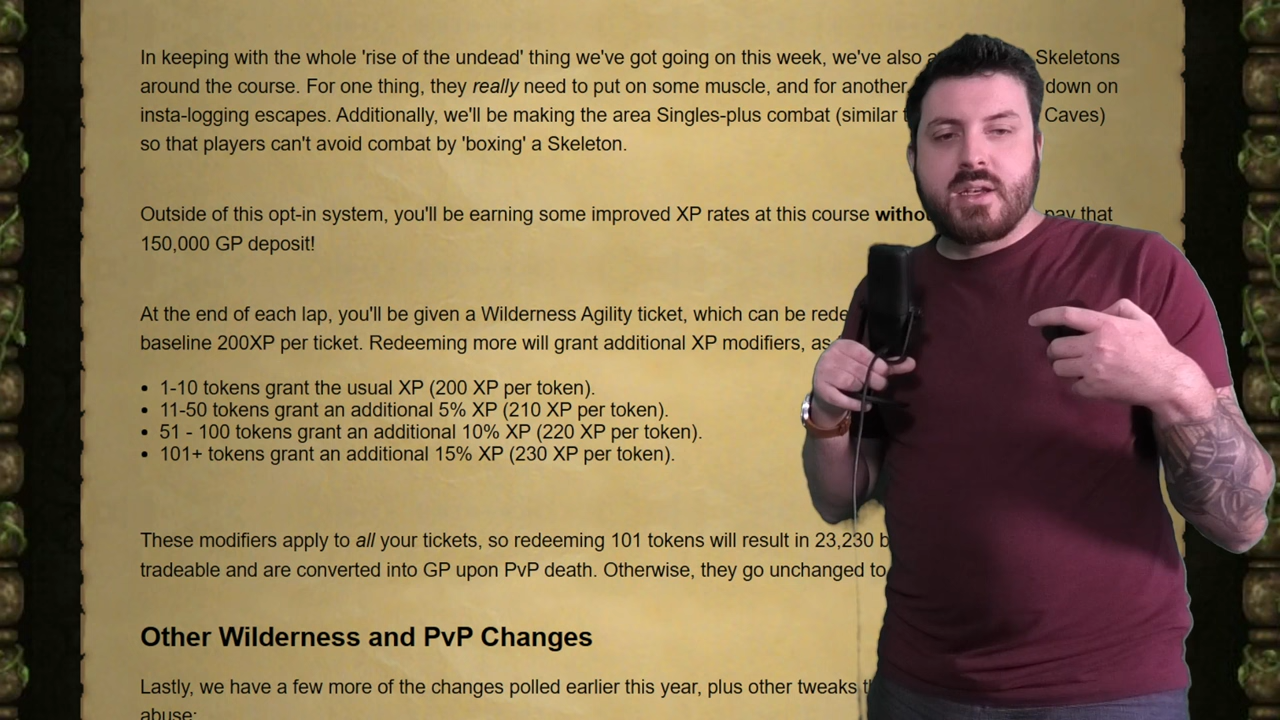 In keeping with the whole 'rise of the undead' thing we've got going on this week, we've also Skeletons
around the course. For one thing, they really need to put on some muscle, and for another, down on
insta-logging escapes. Additionally, we'll be making the area Singles-plus combat (similar Caves)
so that players can't avoid combat by 'boxing' a Skeleton.
Outside of this opt-in system, you'll be earning some improved XP rates at this course pay that
150,000 GP deposit!
At the end of each lap, you'll be given a Wilderness Agility ticket, which can be
baseline 200XP per ticket. Redeeming more will grant additional XP modifiers, as
• 1-10 tokens grant the usual XP (200 XP per token).
• 11-50 tokens grant an additional 5% XP (210 XP per token).
• 51 - 100 tokens grant an additional 10% XP (220 XP per token).
• 101+ tokens grant an additional 15% XP (230 XP per token).
These modifiers apply to all your tickets, so redeeming 101 tokens will result in 23,230
tradeable and are converted into GP upon PvP death. Otherwise, they go unchanged to
Other Wilderness and PvP Changes
Lastly, we have a few more of the changes polled earlier this year, plus other tweaks
abuse: